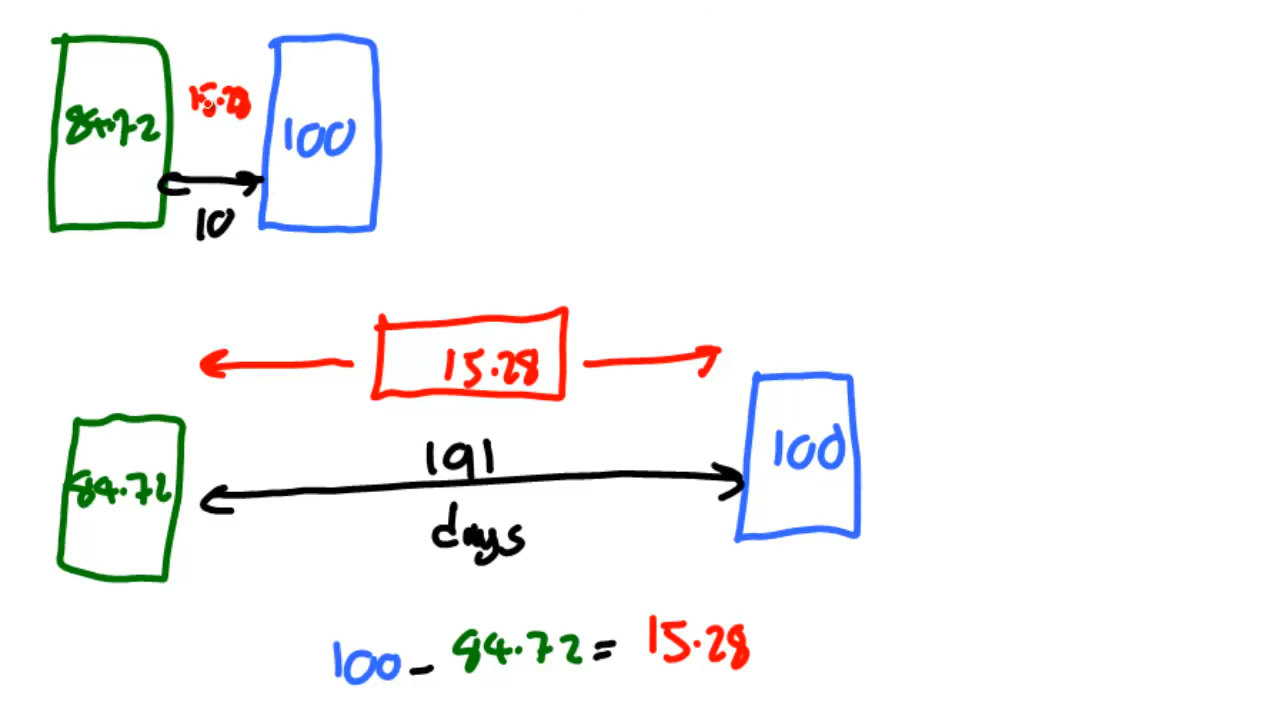 84.72 15.28 100
10
15.28
191
84.72 100
days
100 - 84.72 = 15.28